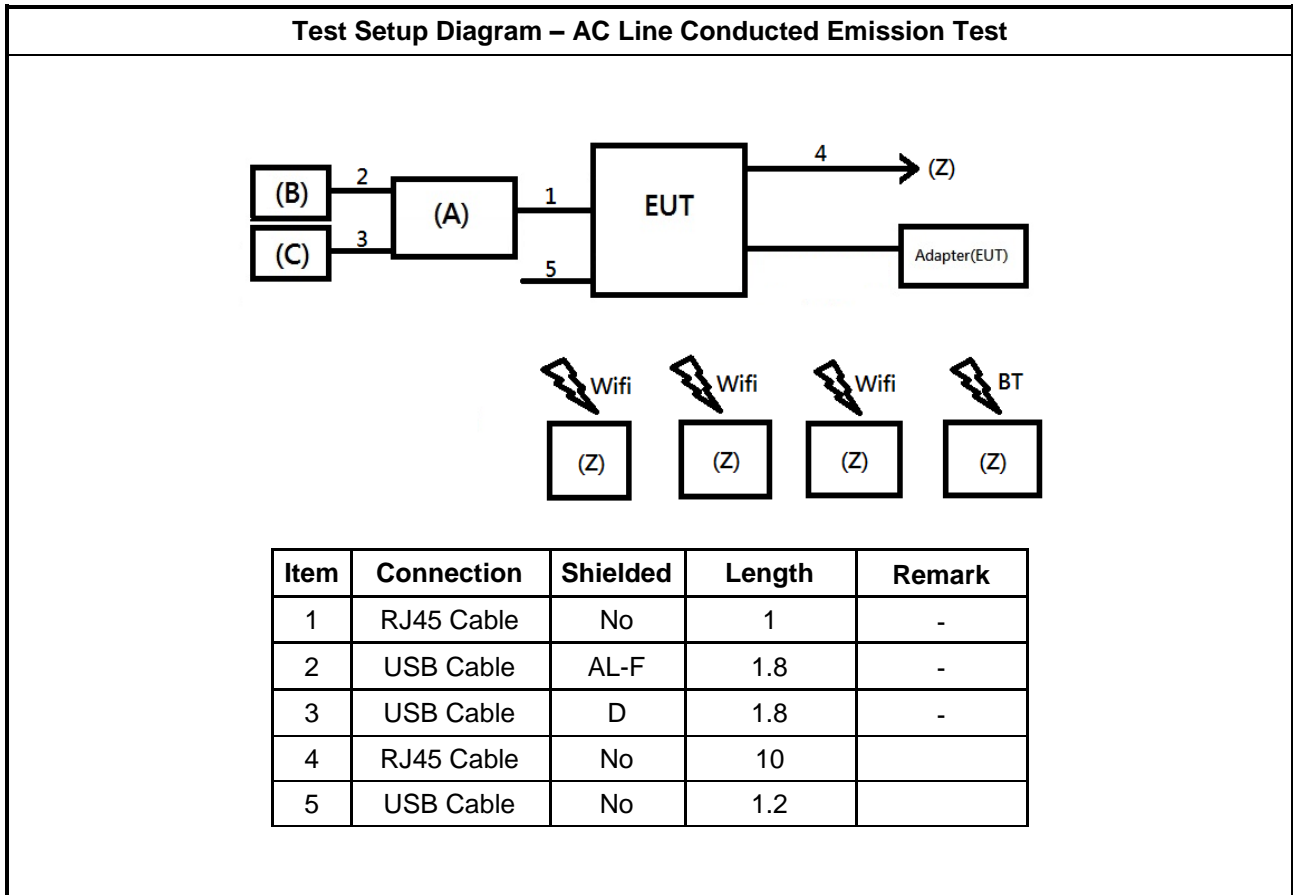 Test Setup Diagram – AC Line Conducted Emission Test
(B)
2
(A)
1
EUT
4
(Z)
(C)
3
5
Adapter(EUT)
Wifi
Wifi
Wifi
BT
(Z)
(Z)
(Z)
(Z)
Item Connection Shielded Length Remark
1 RJ45 Cable No 1 -
2 USB Cable AL-F 1.8 -
3 USB Cable D 1.8 -
4 RJ45 Cable No 10
5 USB Cable No 1.2